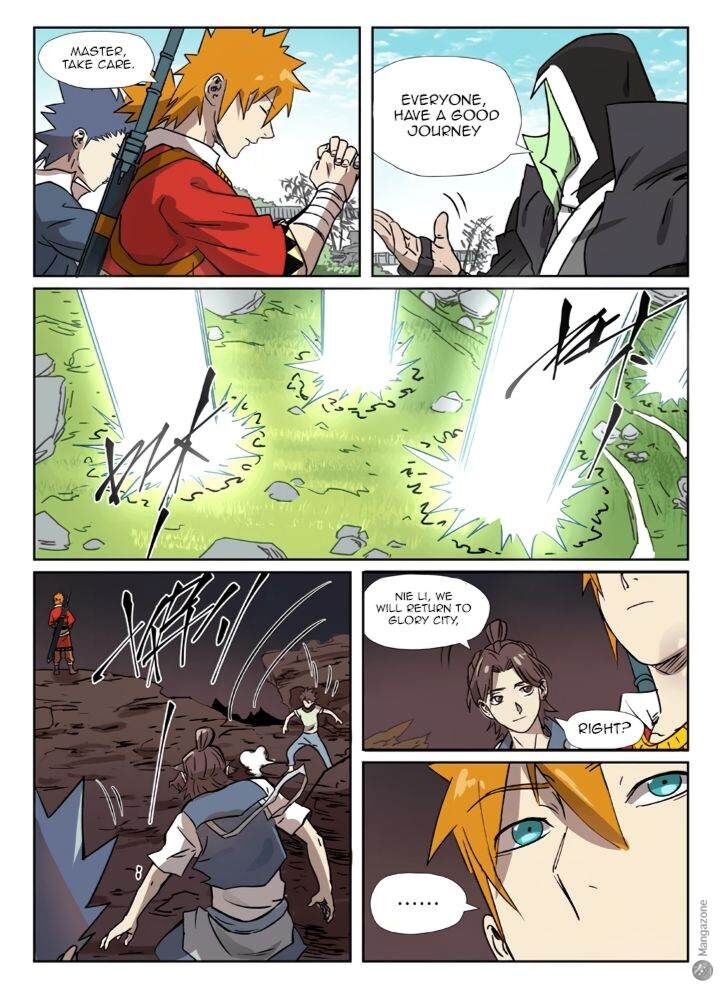 MASTER,
TAKE CARE.
EVERYONE,
HAVE A GOOD
JOURNEY
NIE LI, WE
WILL RETURN TO
GLORY CITY,
RIGHT?
......
Mangazone